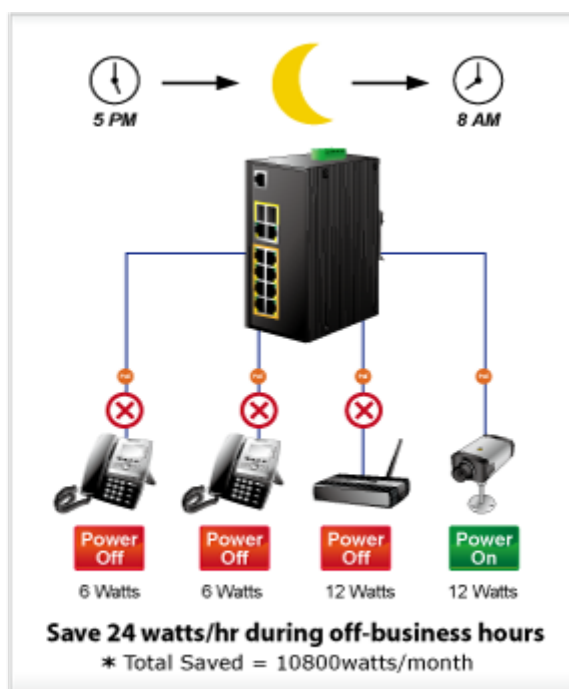 5 PM
8 AM
Power Off
Power Off
Power Off
Power On
6 Watts
6 Watts
12 Watts
12 Watts
Save 24 watts/hr during off-business hours
* Total Saved = 10800watts/month